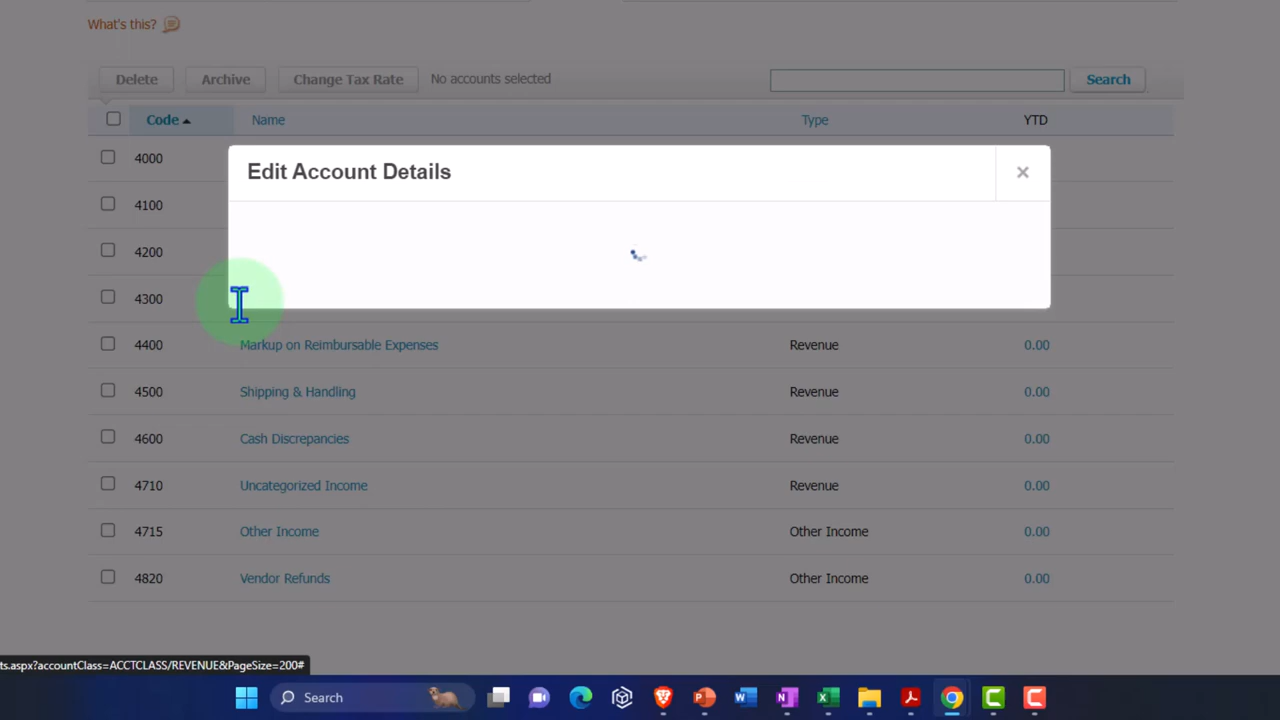 What's this?
Delete Archive Change Tax Rate No accounts selected Search
Code Name Type YTD
4000
Edit Account Details ×
4100
4200
4300
4400 Markup on Reimbursable Expenses Revenue 0.00
4500 Shipping & Handling Revenue 0.00
4600 Cash Discrepancies Revenue 0.00
4710 Uncategorized Income Revenue 0.00
4715 Other Income Other Income 0.00
4820 Vendor Refunds Other Income 0.00
ts.aspx?accountClass=ACCTCLASS/REVENUE&PageSize=200#
Search